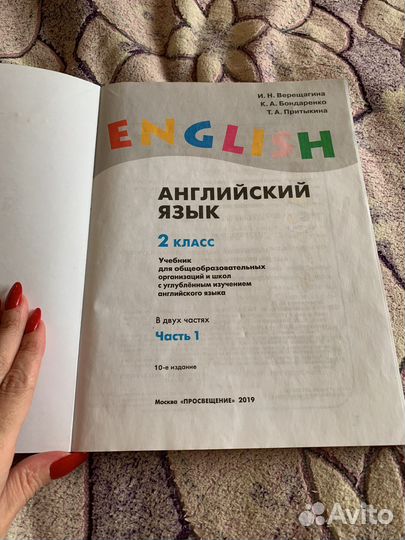 И. Н. Верещагина
К. А. Бондаренко
Т. А. Притыкина
ENGLISH
АНГЛИЙСКИЙ
ЯЗЫК
2 КЛАСС
Учебник
для общеобразовательных
организаций и школ
с углублённым изучением
английского языка
В двух частях
Часть 1
10-е издание
Москва «ПРОСВЕЩЕНИЕ» 2019
Avito